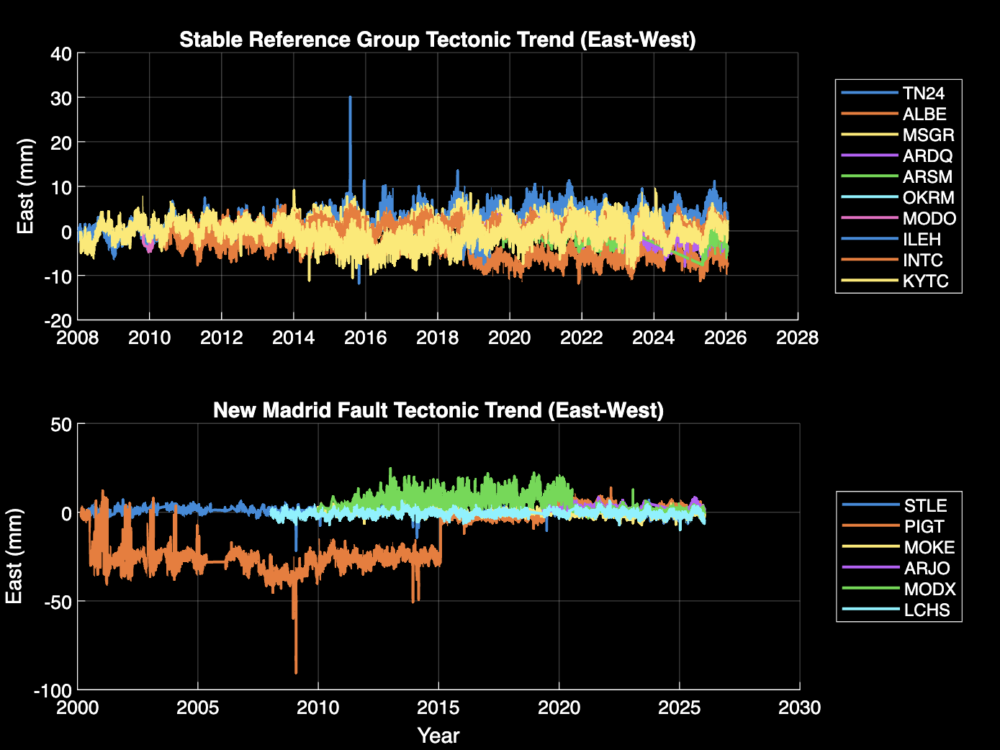 Stable Reference Group Tectonic Trend (East-West)
40
30
20
10
0
-10
-20
East (mm)
2008 2010 2012 2014 2016 2018 2020 2022 2024 2026 2028
TN24
ALBE
MSGR
ARDQ
ARSM
OKRM
MODO
ILEH
INTC
KYTC
New Madrid Fault Tectonic Trend (East-West)
50
0
-50
-100
East (mm)
2000 2005 2010 2015 2020 2025 2030
Year
STLE
PIGT
MOKE
ARJO
MODX
LCHS